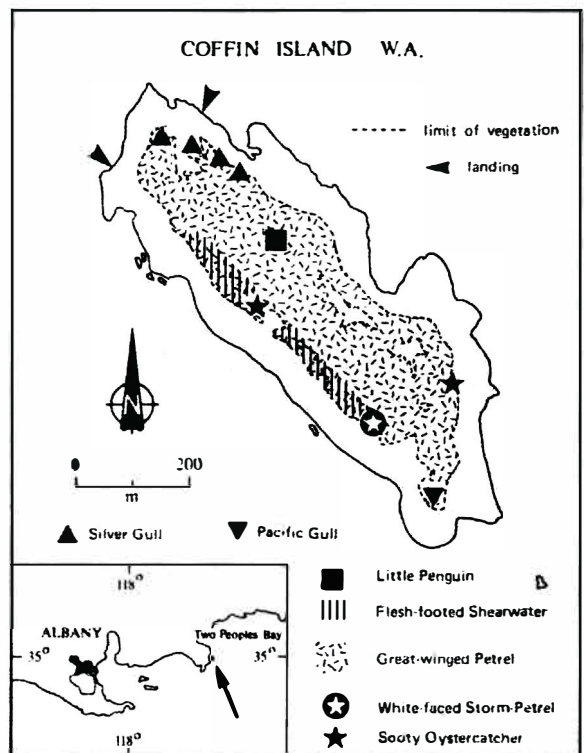 COFFIN ISLAND W.A.
limit of vegetation
landing
N
0 200
m
Silver Gull Pacific Gull
Little Penguin
Flesh-footed Shearwater
Great-winged Petrel
White-faced Storm-Petrel
Sooty Oystercatcher
118°
ALBANY
Two Peoples Bay
35° 35°
118°